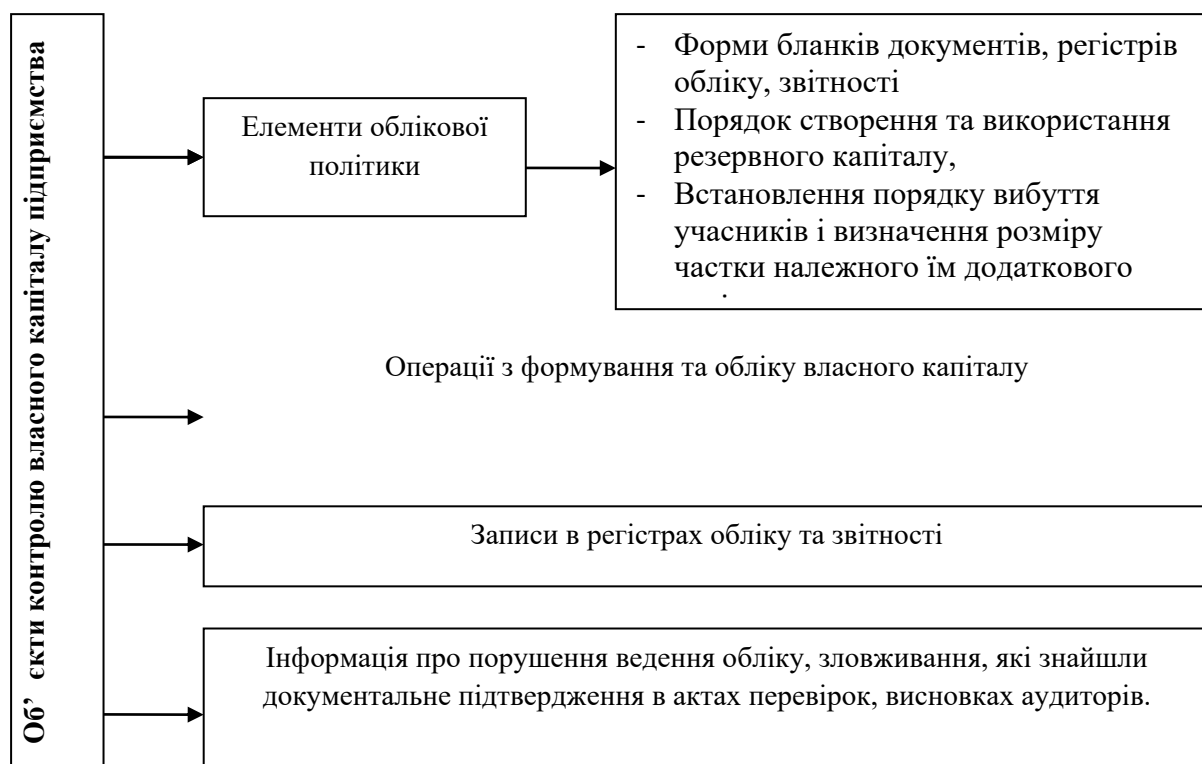 Об’ єкти контролю власного капіталу підприємства
Елементи облікової
політики
- Форми бланків документів, регістрів
обліку, звітності
- Порядок створення та використання
резервного капіталу,
- Встановлення порядку вибуття
учасників і визначення розміру
частки належного їм додаткового
Операції з формування та обліку власного капіталу
Записи в регістрах обліку та звітності
Інформація про порушення ведення обліку, зловживання, які знайшли
документальне підтвердження в актах перевірок, висновках аудиторів.